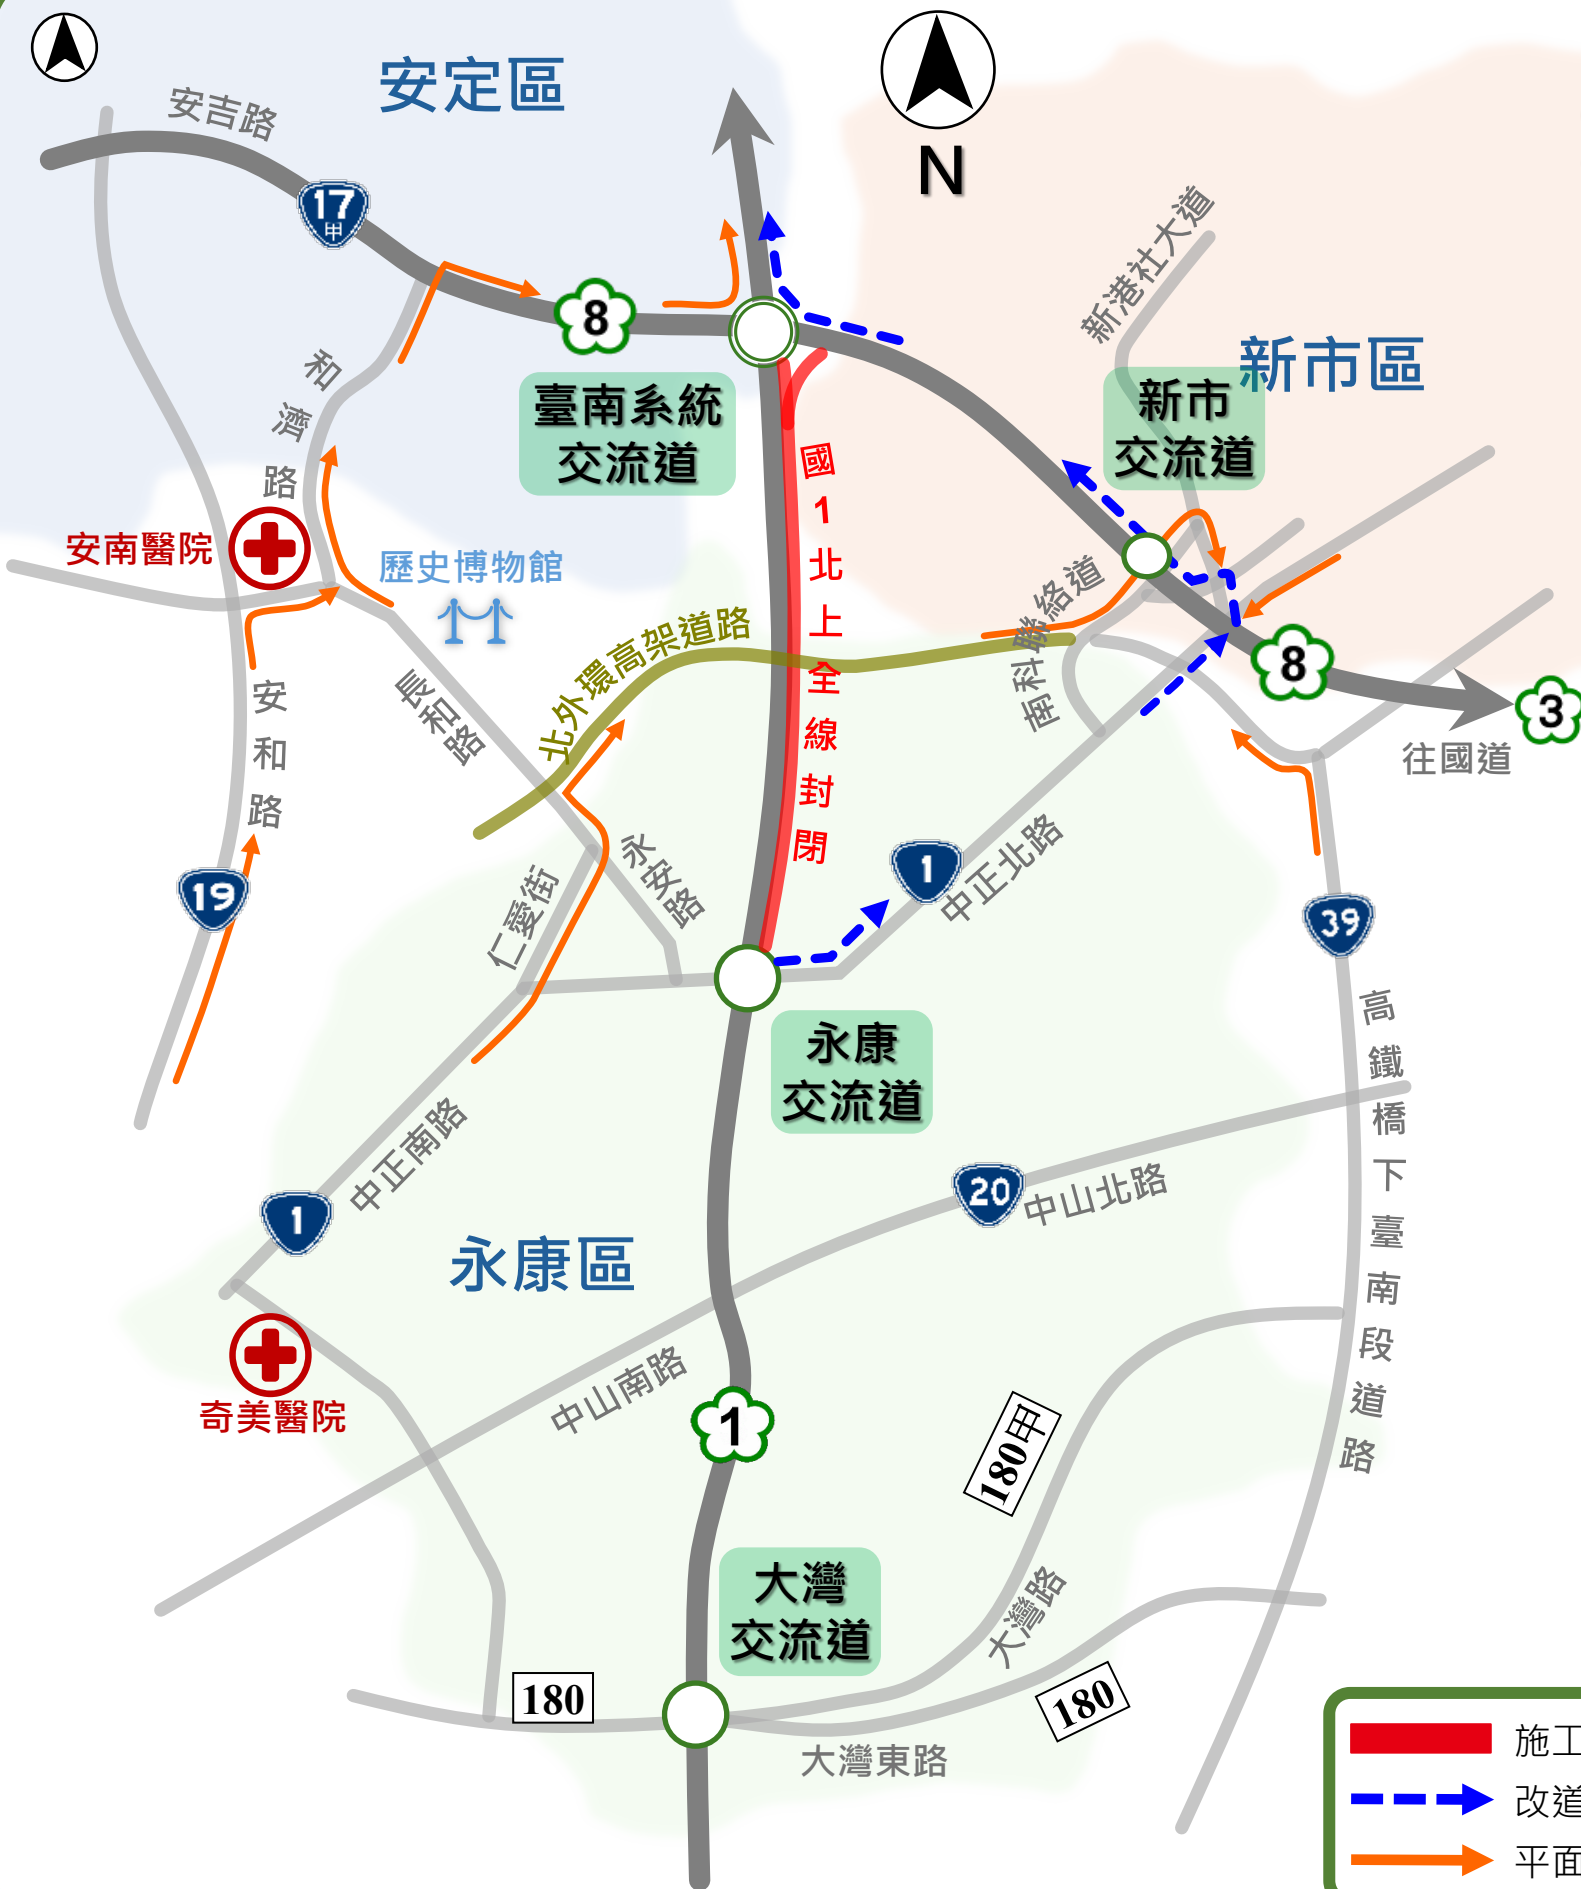 安定區
N
安吉路
17
甲
8
新港社大道
新市區
臺南系統
交流道
新市
交流道
和濟路
國1北上全線封閉
安南醫院
歷史博物館
南科聯絡道
北外環高架道路
8
3
往國道
長和路
安和路
永安路
仁愛街
19
1
中正北路
39
永康
交流道
高鐵橋下臺南段道路
中正南路
1
20
中山北路
永康區
奇美醫院
中山南路
1
180甲
大灣
交流道
大灣路
180
180
大灣東路
施工
改道
平面